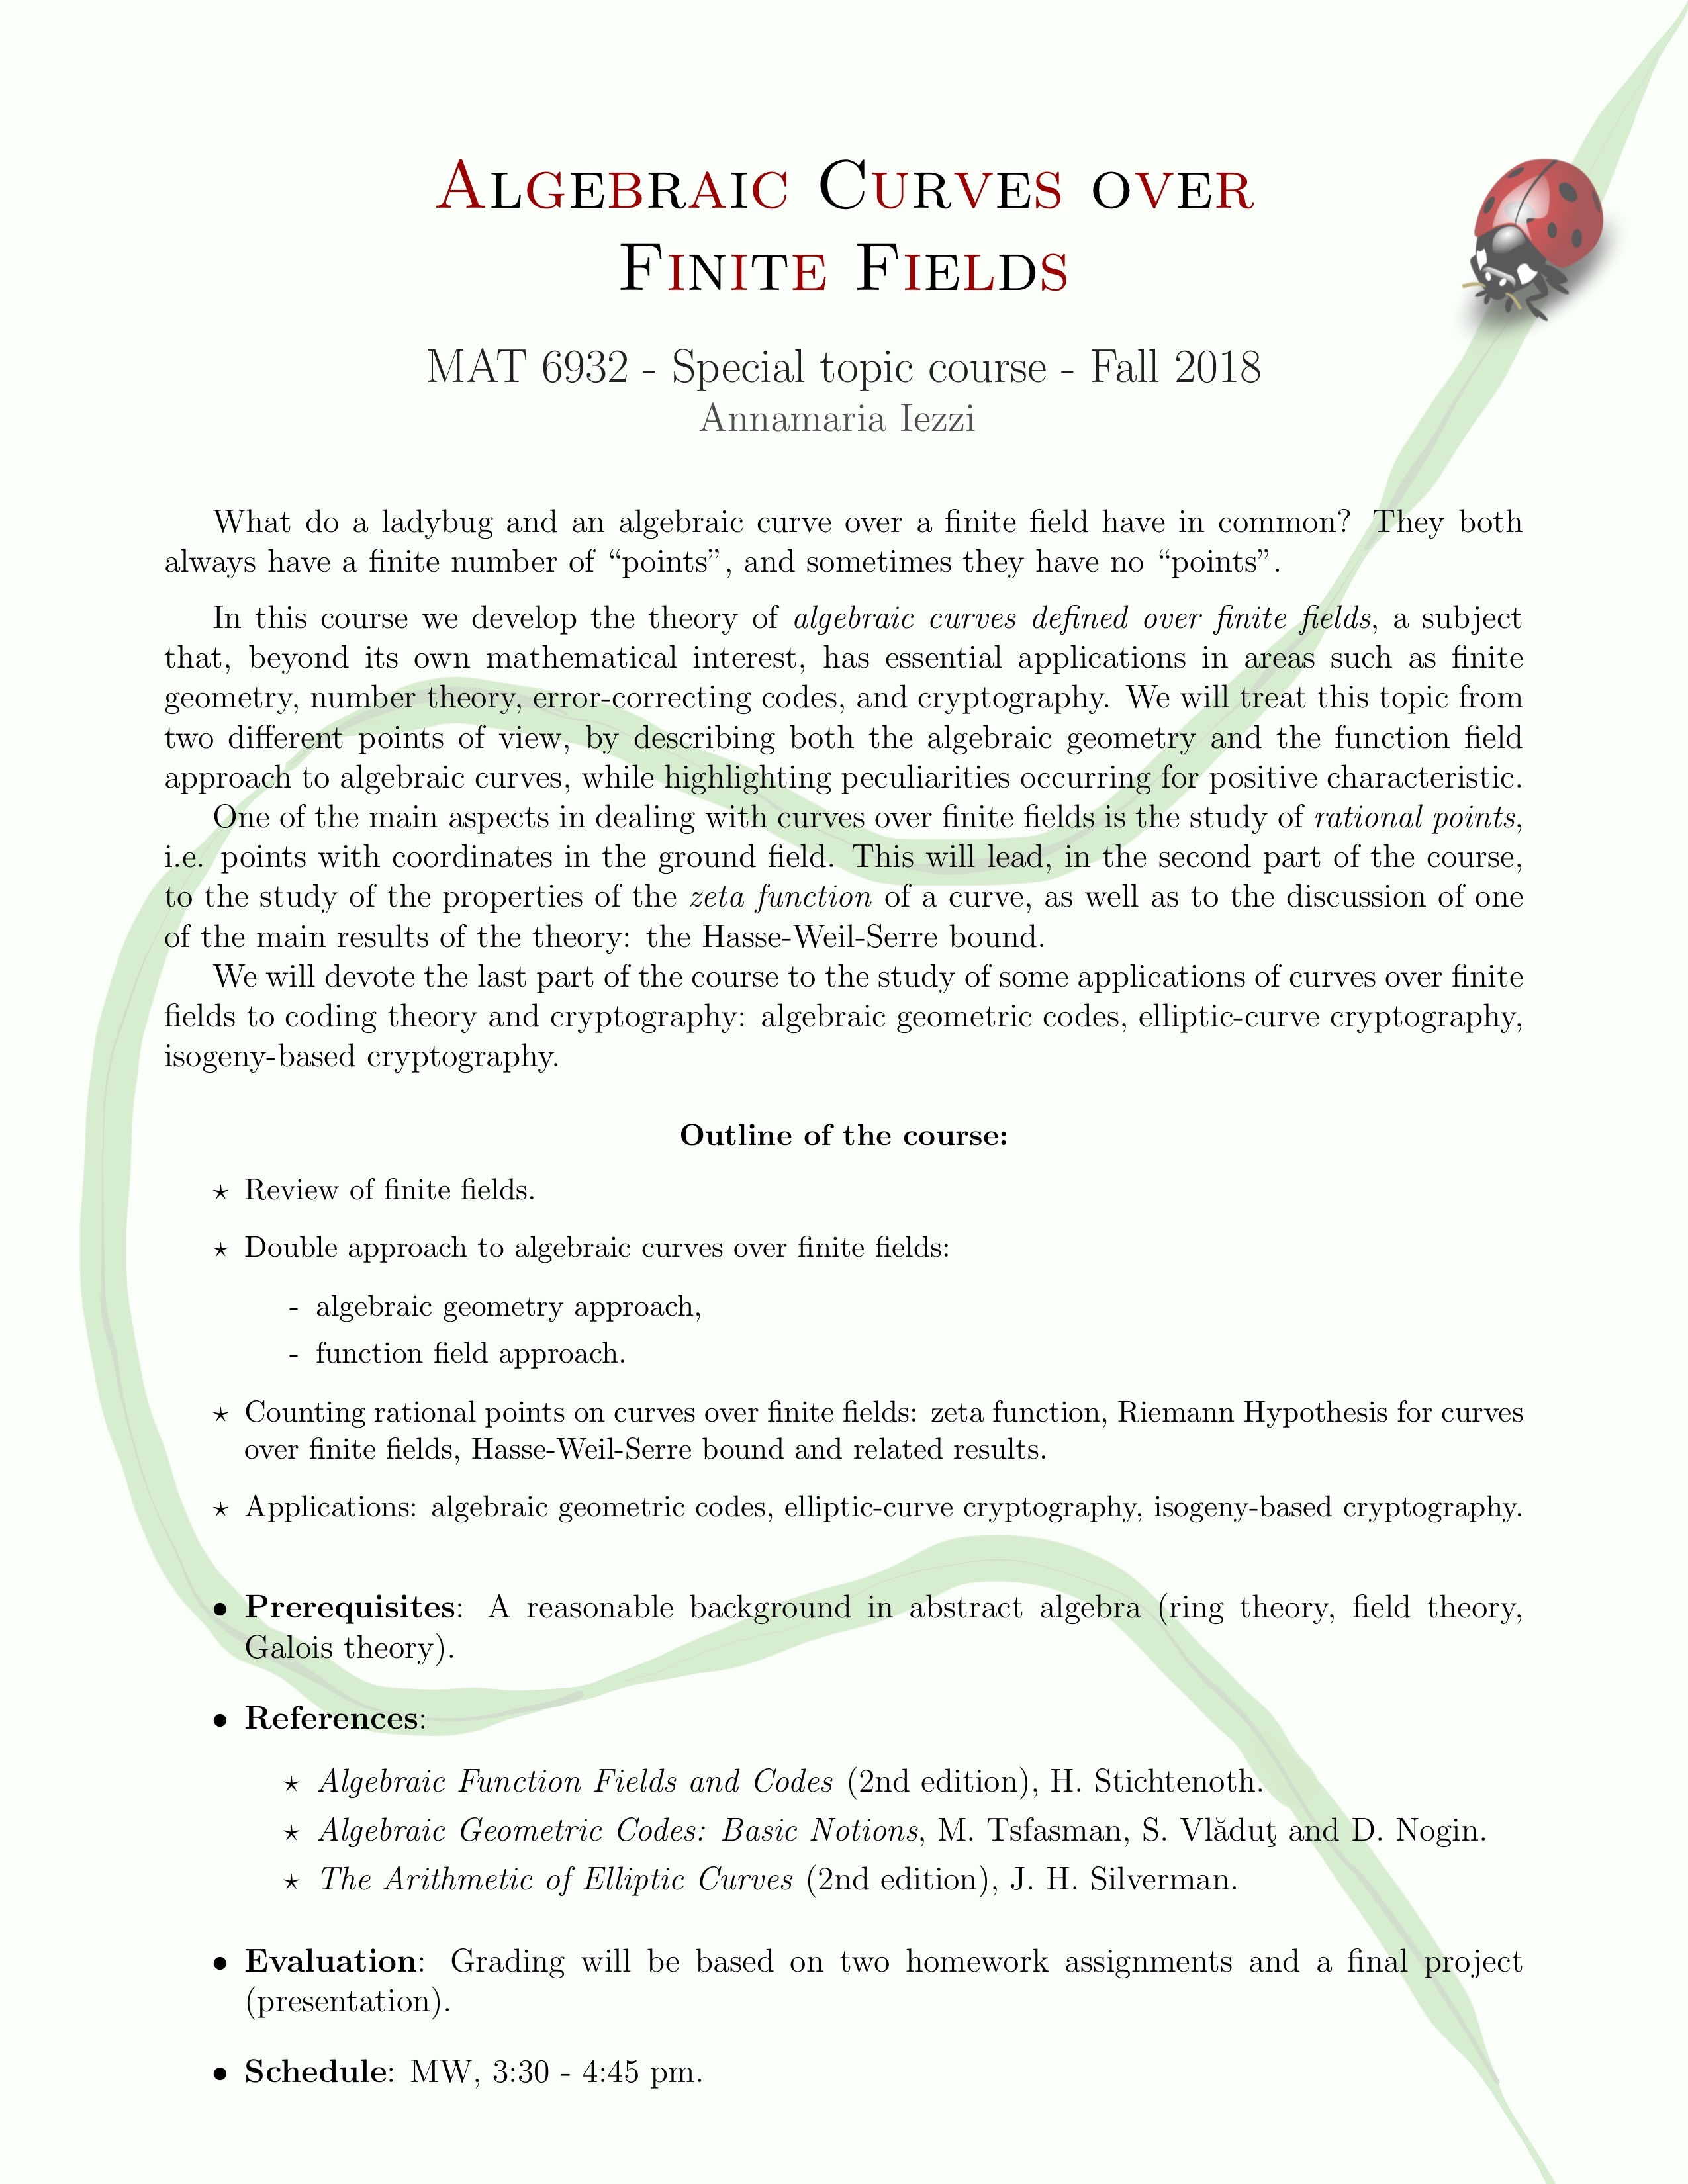 Algebraic Curves over
Finite Fields
MAT 6932 - Special topic course - Fall 2018
Annamaria Iezzi
What do a ladybug and an algebraic curve over a finite field have in common? They both
always have a finite number of “points”, and sometimes they have no “points”.
In this course we develop the theory of algebraic curves defined over finite fields, a subject
that, beyond its own mathematical interest, has essential applications in areas such as finite
geometry, number theory, error-correcting codes, and cryptography. We will treat this topic from
two different points of view, by describing both the algebraic geometry and the function field
approach to algebraic curves, while highlighting peculiarities occurring for positive characteristic.
One of the main aspects in dealing with curves over finite fields is the study of rational points,
i.e. points with coordinates in the ground field. This will lead, in the second part of the course,
to the study of the properties of the zeta function of a curve, as well as to the discussion of one
of the main results of the theory: the Hasse-Weil-Serre bound.
We will devote the last part of the course to the study of some applications of curves over finite
fields to coding theory and cryptography: algebraic geometric codes, elliptic-curve cryptography,
isogeny-based cryptography.
Outline of the course:
⋆ Review of finite fields.
⋆ Double approach to algebraic curves over finite fields:
- algebraic geometry approach,
- function field approach.
⋆ Counting rational points on curves over finite fields: zeta function, Riemann Hypothesis for curves
over finite fields, Hasse-Weil-Serre bound and related results.
⋆ Applications: algebraic geometric codes, elliptic-curve cryptography, isogeny-based cryptography.
• Prerequisites: A reasonable background in abstract algebra (ring theory, field theory,
Galois theory).
• References:
⋆ Algebraic Function Fields and Codes (2nd edition), H. Stichtenoth.
⋆ Algebraic Geometric Codes: Basic Notions, M. Tsfasman, S. Vlăduţ and D. Nogin.
⋆ The Arithmetic of Elliptic Curves (2nd edition), J. H. Silverman.
• Evaluation: Grading will be based on two homework assignments and a final project
(presentation).
• Schedule: MW, 3:30 - 4:45 pm.